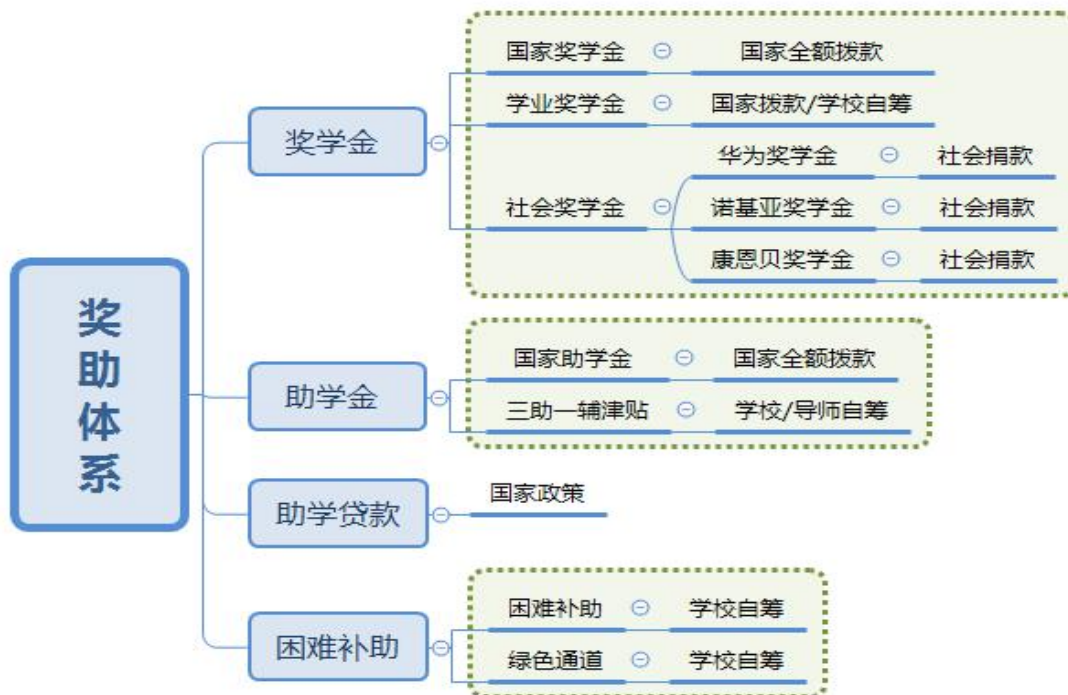 奖助体系
奖学金
国家奖学金
国家全额拨款
学业奖学金
国家拨款/学校自筹
社会奖学金
华为奖学金
社会捐款
诺基亚奖学金
社会捐款
康恩贝奖学金
社会捐款
助学金
国家助学金
国家全额拨款
三助一辅津贴
学校/导师自筹
助学贷款
国家政策
困难补助
困难补助
学校自筹
绿色通道
学校自筹